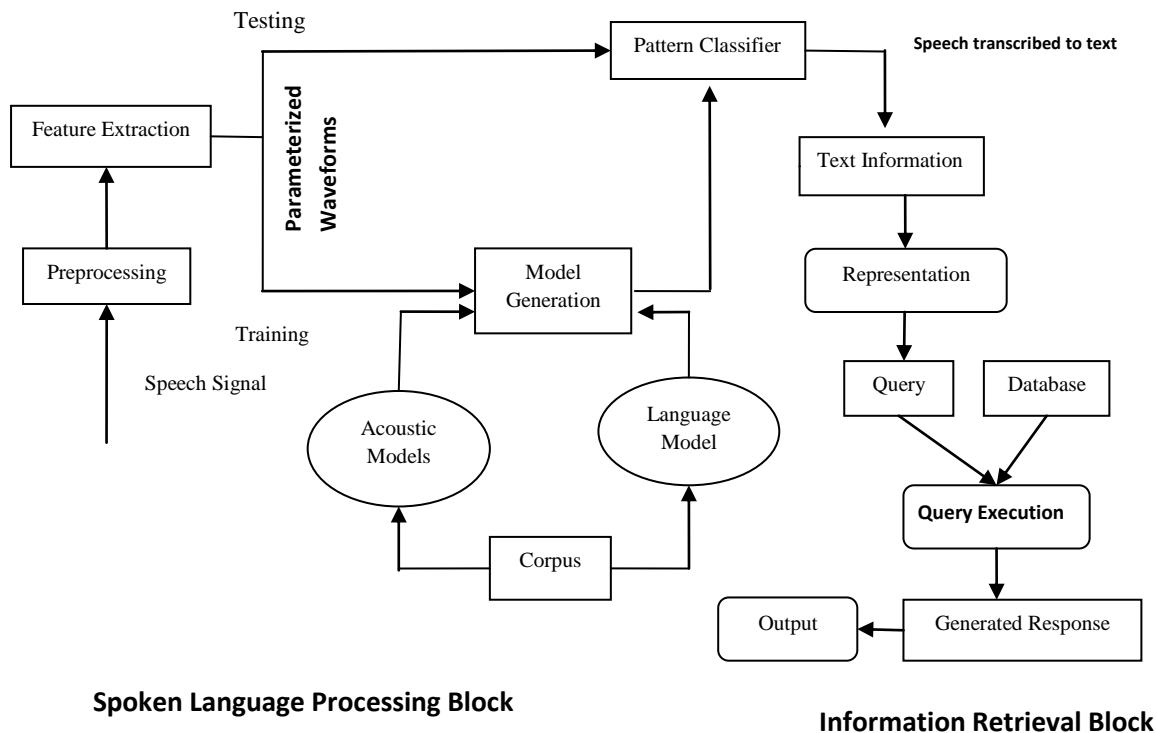 Testing
Pattern Classifier
Speech transcribed to text
Feature Extraction
Parameterized
Waveforms
Text Information
Preprocessing
Model
Generation
Representation
Training
Speech Signal
Query
Database
Acoustic
Models
Language
Model
Query Execution
Corpus
Output
Generated Response
Spoken Language Processing Block
Information Retrieval Block